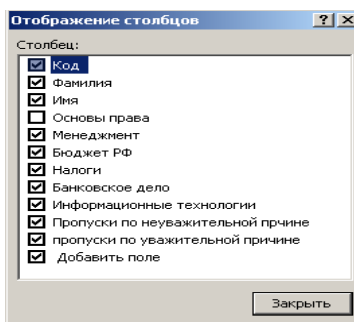 Отображение столбцов
Столбец:
Код
Фамилия
Имя
Основы права
Менеджмент
Бюджет РФ
Налоги
Банковское дело
Информационные технологии
Пропуски по неуважительной прчине
пропуски по уважительной причине
Добавить поле
Закрыть